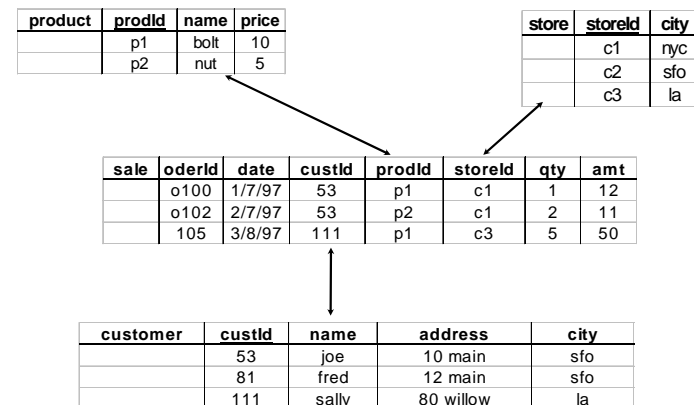 product prodId name price
p1 bolt 10
p2 nut 5
store storeId city
c1 nyc
c2 sfo
c3 la
sale oderId date custId prodId storeId qty amt
o100 1/7/97 53 p1 c1 1 12
o102 2/7/97 53 p2 c1 2 11
105 3/8/97 111 p1 c3 5 50
customer custId name address city
53 joe 10 main sfo
81 fred 12 main sfo
111 sally 80 willow la